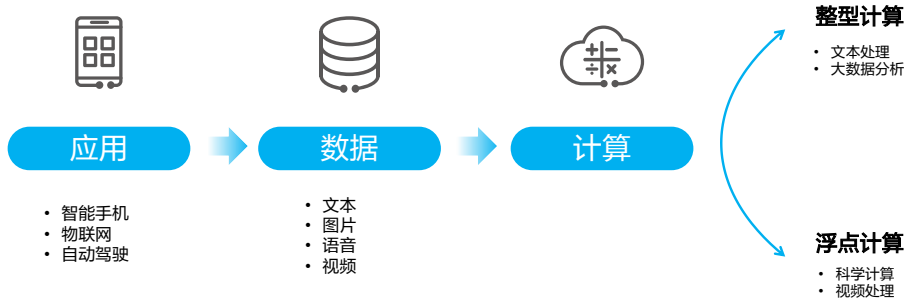 应用
• 智能手机
• 物联网
• 自动驾驶
数据
• 文本
• 图片
• 语音
• 视频
计算
整型计算
• 文本处理
• 大数据分析
浮点计算
• 科学计算
• 视频处理